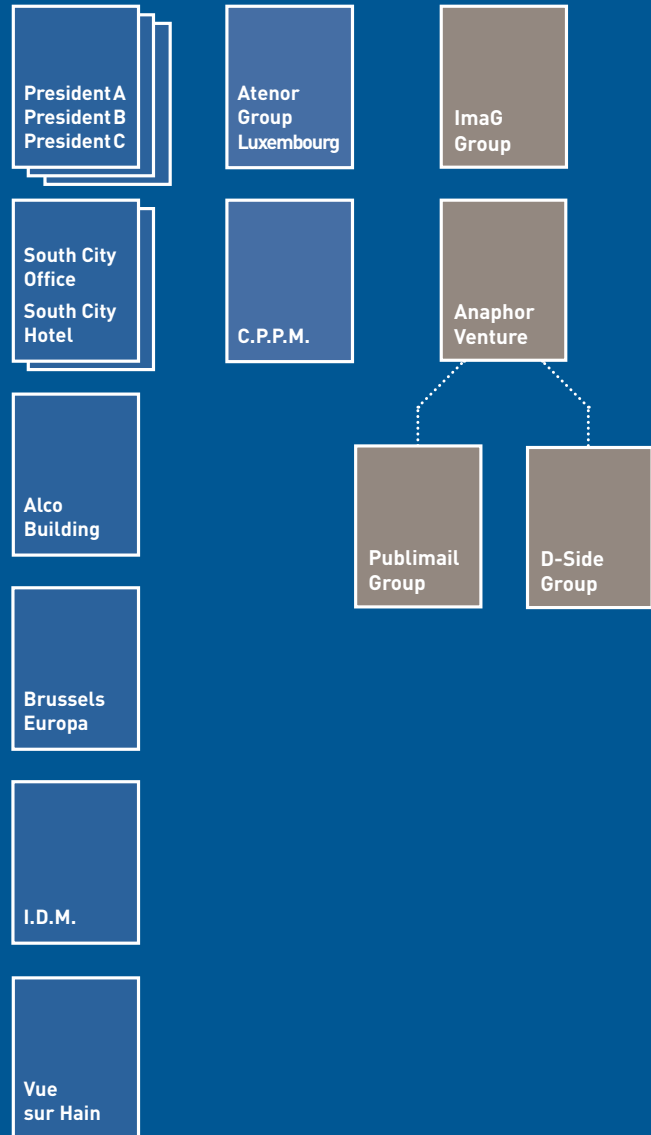 President A
President B
President C
Atenor
Group
Luxembourg
ImaG
Group
South City
Office
South City
Hotel
C.P.P.M.
Anaphor
Venture
Alco
Building
Publimail
Group
D-Side
Group
Brussels
Europa
I.D.M.
Vue
sur Hain